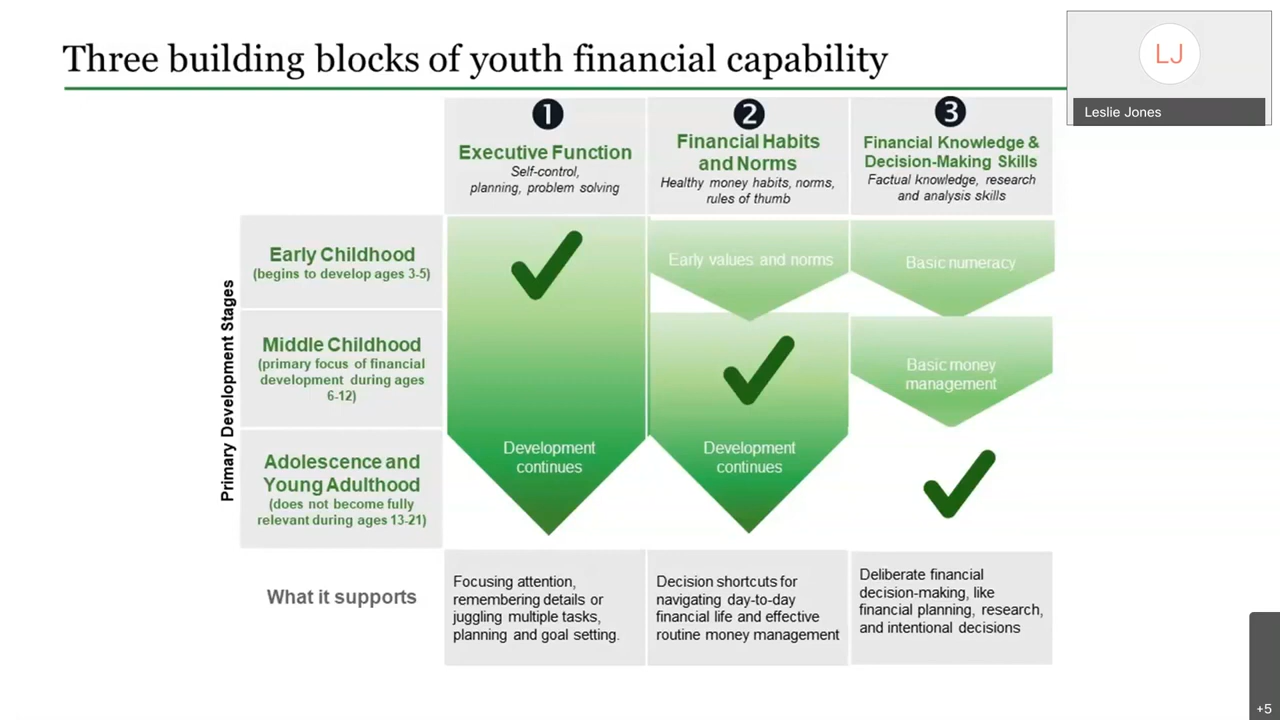 Three building blocks of youth financial capability
LJ
Leslie Jones
1
Executive Function
Self-control,
planning, problem solving
2
Financial Habits
and Norms
Healthy money habits, norms,
rules of thumb
3
Financial Knowledge &
Decision-Making Skills
Factual knowledge, research
and analysis skills
Primary Development Stages
Early Childhood
(begins to develop ages 3-5)
Early values and norms
Basic numeracy
Middle Childhood
(primary focus of financial
development during ages
6-12)
Basic money
management
Adolescence and
Young Adulthood
(does not become fully
relevant during ages 13-21)
Development
continues
Development
continues
What it supports
Focusing attention,
remembering details or
juggling multiple tasks,
planning and goal setting.
Decision shortcuts for
navigating day-to-day
financial life and effective
routine money management
Deliberate financial
decision-making, like
financial planning, research,
and intentional decisions
+5